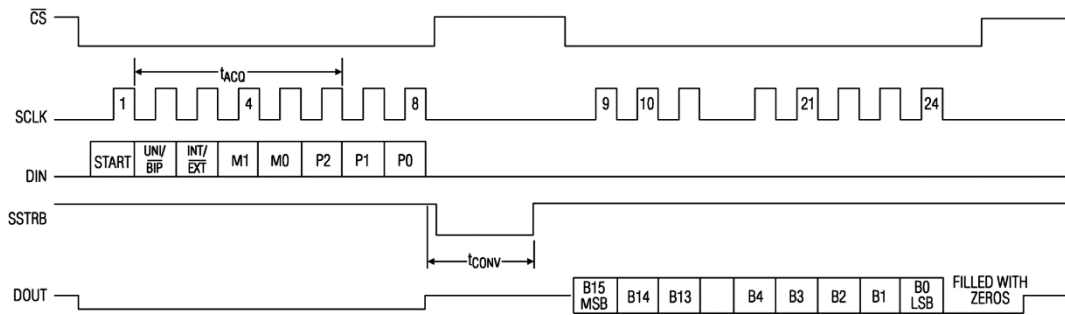 CS
tACQ
SCLK 1 4 8 9 10 21 24
DIN START UNI/ BIP INT/ EXT M1 M0 P2 P1 P0
SSTRB
tCONV
DOUT B15 MSB B14 B13 B4 B3 B2 B1 B0 LSB FILLED WITH ZEROS